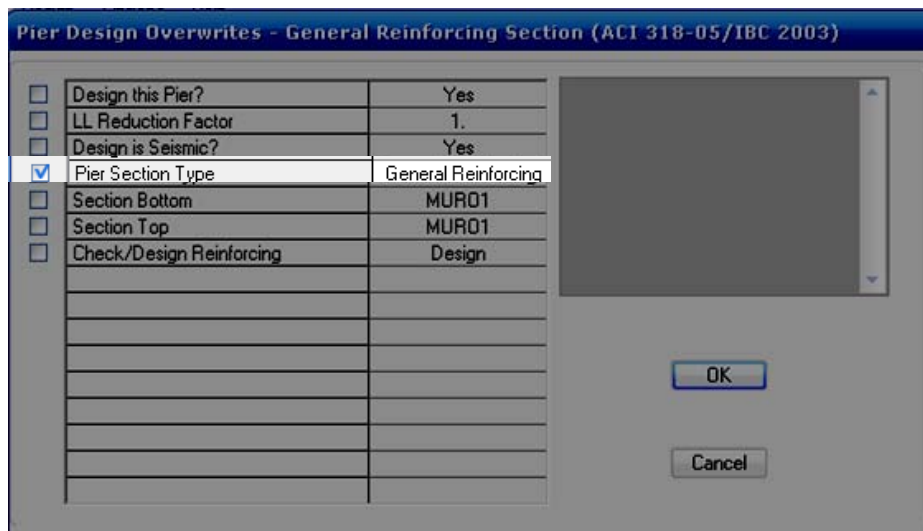 Pier Design Overwrites - General Reinforcing Section (ACI 318-05/IBC 2003)
Design this Pier? Yes
LL Reduction Factor 1.
Design is Seismic? Yes
Pier Section Type General Reinforcing
Section Bottom MURO1
Section Top MURO1
Check/Design Reinforcing Design
OK
Cancel